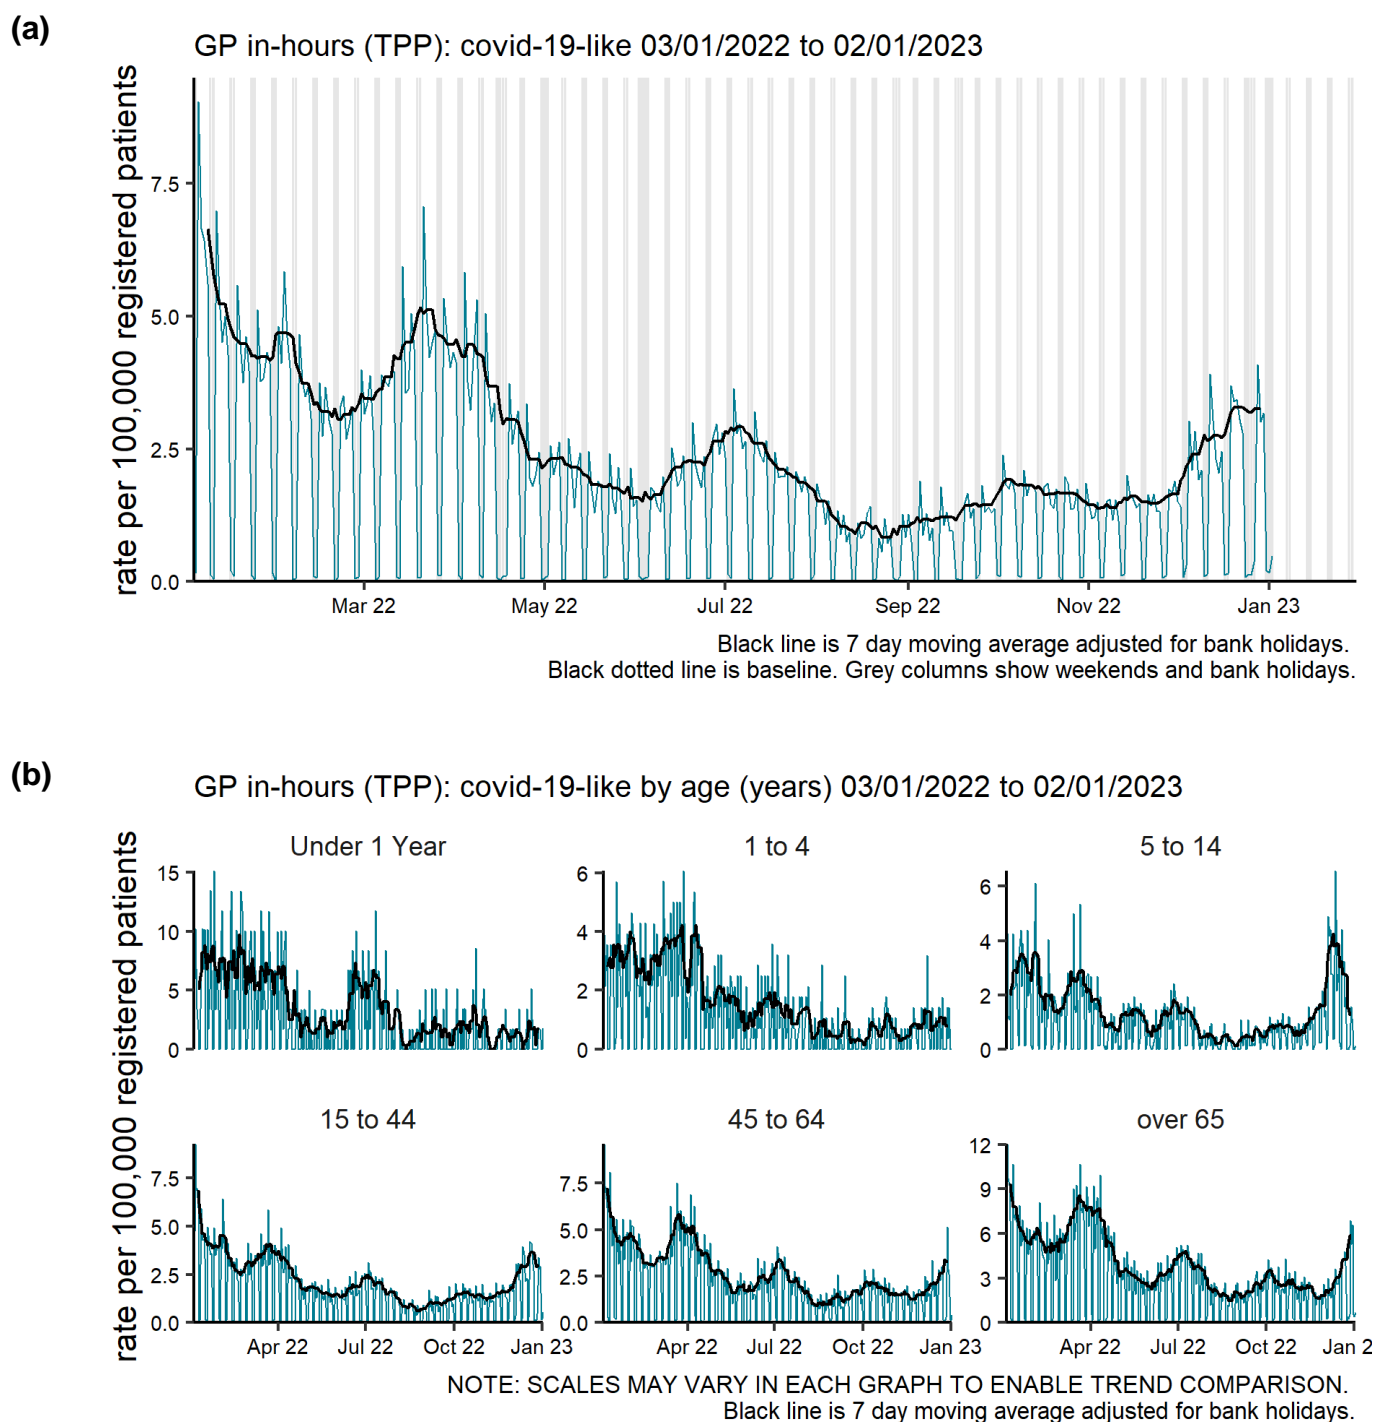 (a)
GP in-hours (TPP): covid-19-like 03/01/2022 to 02/01/2023
rate per 100,000 registered patients
7.5
5.0
2.5
0.0
Mar 22 May 22 Jul 22 Sep 22 Nov 22 Jan 23
Black line is 7 day moving average adjusted for bank holidays.
Black dotted line is baseline. Grey columns show weekends and bank holidays.
(b)
GP in-hours (TPP): covid-19-like by age (years) 03/01/2022 to 02/01/2023
rate per 100,000 registered patients
Under 1 Year
15
10
5
0
1 to 4
6
4
2
0
5 to 14
6
4
2
0
15 to 44
7.5
5.0
2.5
0.0
Apr 22 Jul 22 Oct 22 Jan 23
45 to 64
7.5
5.0
2.5
0.0
Apr 22 Jul 22 Oct 22 Jan 23
over 65
12
9
6
3
0
Apr 22 Jul 22 Oct 22 Jan 2
NOTE: SCALES MAY VARY IN EACH GRAPH TO ENABLE TREND COMPARISON.
Black line is 7 day moving average adjusted for bank holidays.